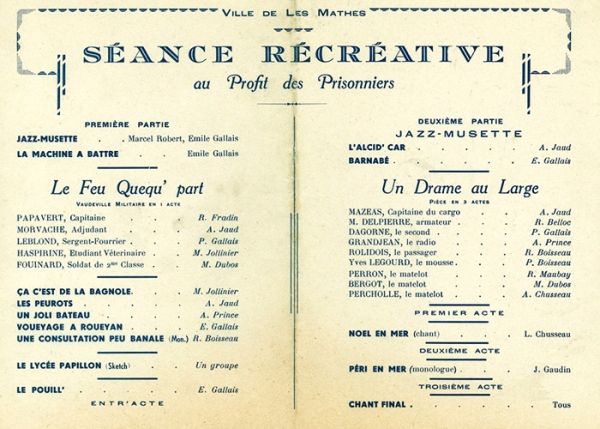 VILLE DE LES MATHES
SÉANCE RÉCRÉATIVE
au Profit des Prisonniers
PREMIÈRE PARTIE
JAZZ-MUSETTE . . Marcel Robert, Emile Gallais
LA MACHINE A BATTRE . . Emile Gallais
Le Feu Quequ' part
VAUDEVILLE MILITAIRE EN 1 ACTE
PAPAVERT, Capitaine . . . R. Fradin
MORVACHE, Adjudant . . . A. Jaud
LEBLOND, Sergent-Fourrier . . P. Gallais
HASPIRINE, Etudiant Véterinaire . . M. Jollinier
FOUINARD, Soldat de 2me Classe . . M. Dubos
ÇA C'EST DE LA BAGNOLE. . . M. Jollinier
LES PEUROTS . . . . A. Jaud
UN JOLI BATEAU . . . . A. Prince
VOUEYAGE A ROUEYAN . . . E. Gallais
UNE CONSULTATION PEU BANALE (Mon.) R. Boisseau
LE LYCÉE PAPILLON (Sketch) . . Un groupe
LE POUILL' . . . . E. Gallais
ENTR'ACTE
DEUXIÈME PARTIE
JAZZ-MUSETTE
L'ALCID' CAR . . . . A. Jaud
BARNABÉ . . . . E. Gallais
Un Drame au Large
PIÈCE EN 3 ACTES
MAZEAS, Capitaine du cargo . . . A. Jaud
M. DELPIERRE, armateur . . . R. Belloc
DAGORNE, le second . . . P. Gallais
GRANDJEAN, le radio . . . A. Prince
ROLIDOIS, le passager . . . R. Boisseau
Yves LEGOURD, le mousse . . . P. Boisseau
PERRON, le matelot . . . R. Maubay
BERGOT, le matelot . . . M. Dubos
PERCHOLLE, le matelot . . . A. Chusseau
PREMIER ACTE
NOEL EN MER (chant) . . . L. Chusseau
DEUXIÈME ACTE
PÉRI EN MER (monologue) . . . J. Gaudin
TROISIÈME ACTE
CHANT FINAL . . . . Tous